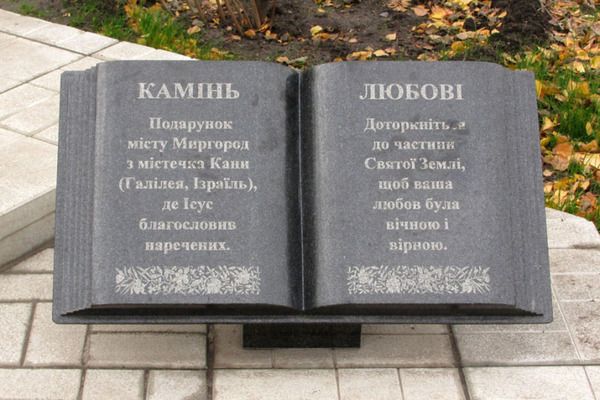 КАМІНЬ
Подарунок
місту Миргород
з містечка Кани
(Галілея, Ізраїль),
де Ісус
благословив
наречених.
ЛЮБОВІ
Доторкніться
до частини
Святої Землі,
щоб ваша
любов була
вічною і
вірною.